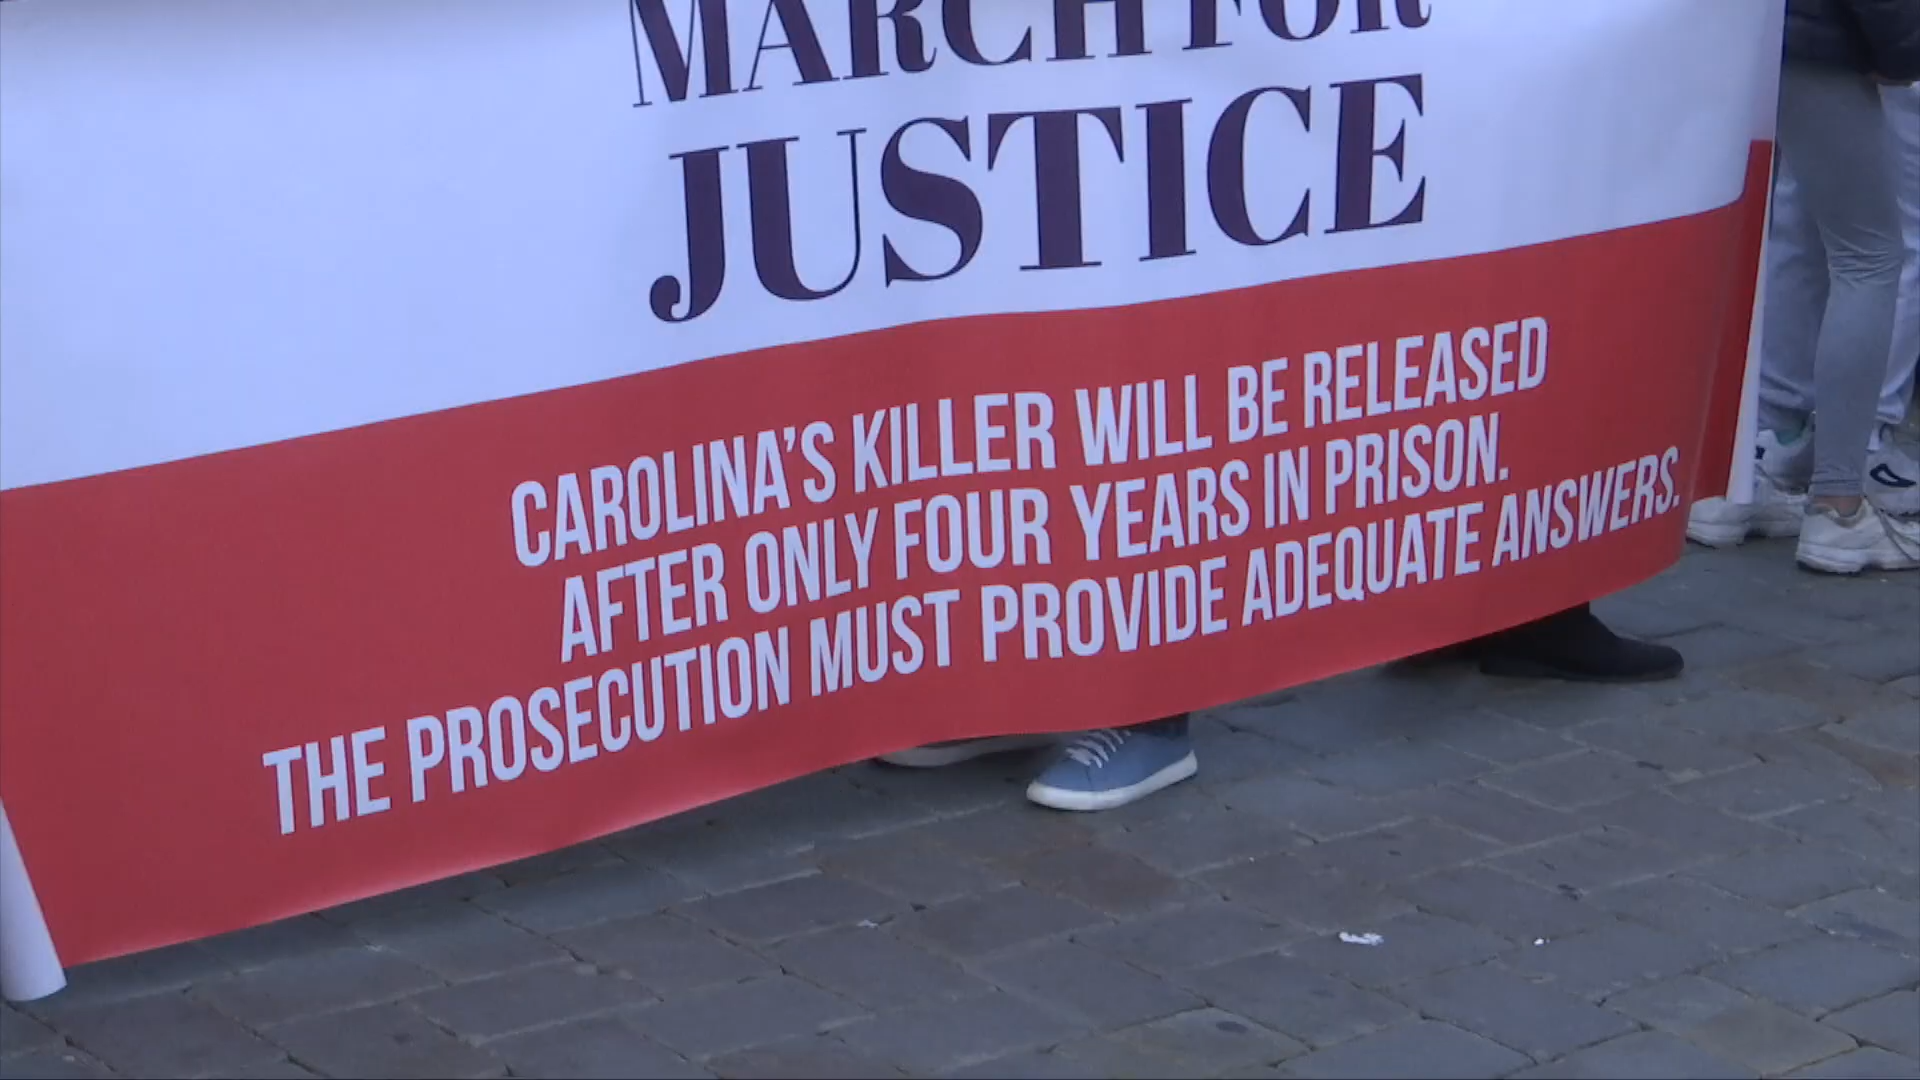 MARCH FOR
JUSTICE
CAROLINA'S KILLER WILL BE RELEASED
AFTER ONLY FOUR YEARS IN PRISON.
THE PROSECUTION MUST PROVIDE ADEQUATE ANSWERS.